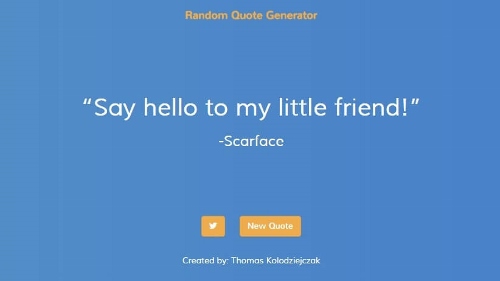 Random Quote Generator
“Say hello to my little friend!”
-Scarface
New Quote
Created by: Thomas Kolodziejczak